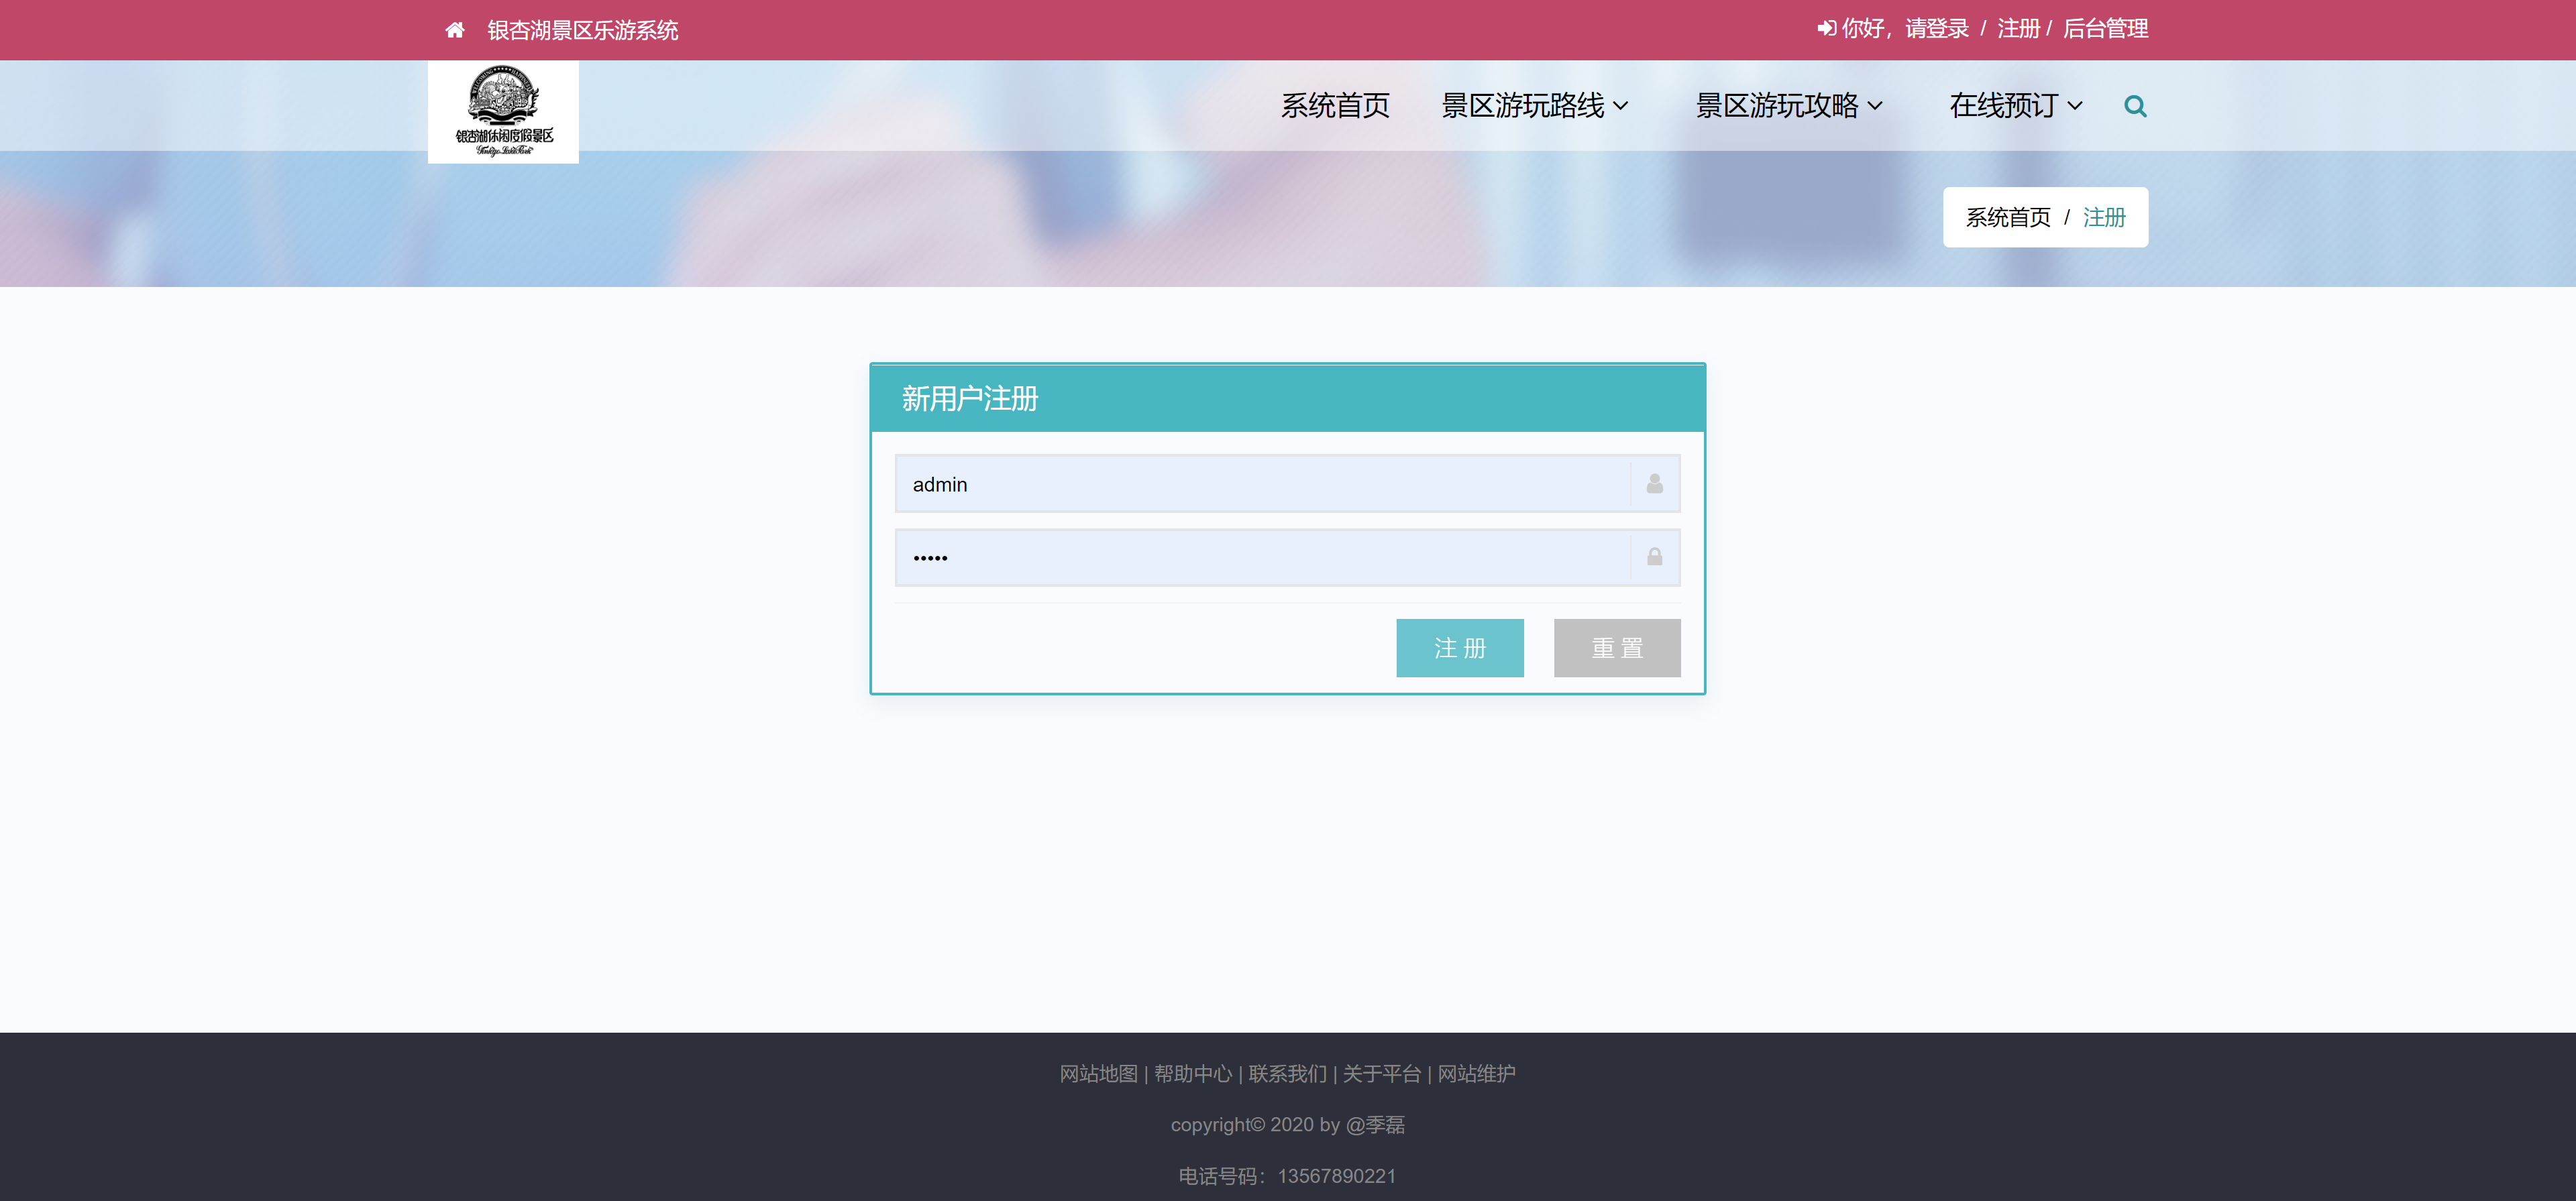 银杏湖景区乐游系统
你好，请登录 / 注册 / 后台管理
银杏湖休闲度假景区
系统首页 景区游玩路线 景区游玩攻略 在线预订
系统首页 / 注册
新用户注册
admin
•••••
注 册 重 置
网站地图 | 帮助中心 | 联系我们 | 关于平台 | 网站维护
copyright© 2020 by @季磊
电话号码：13567890221